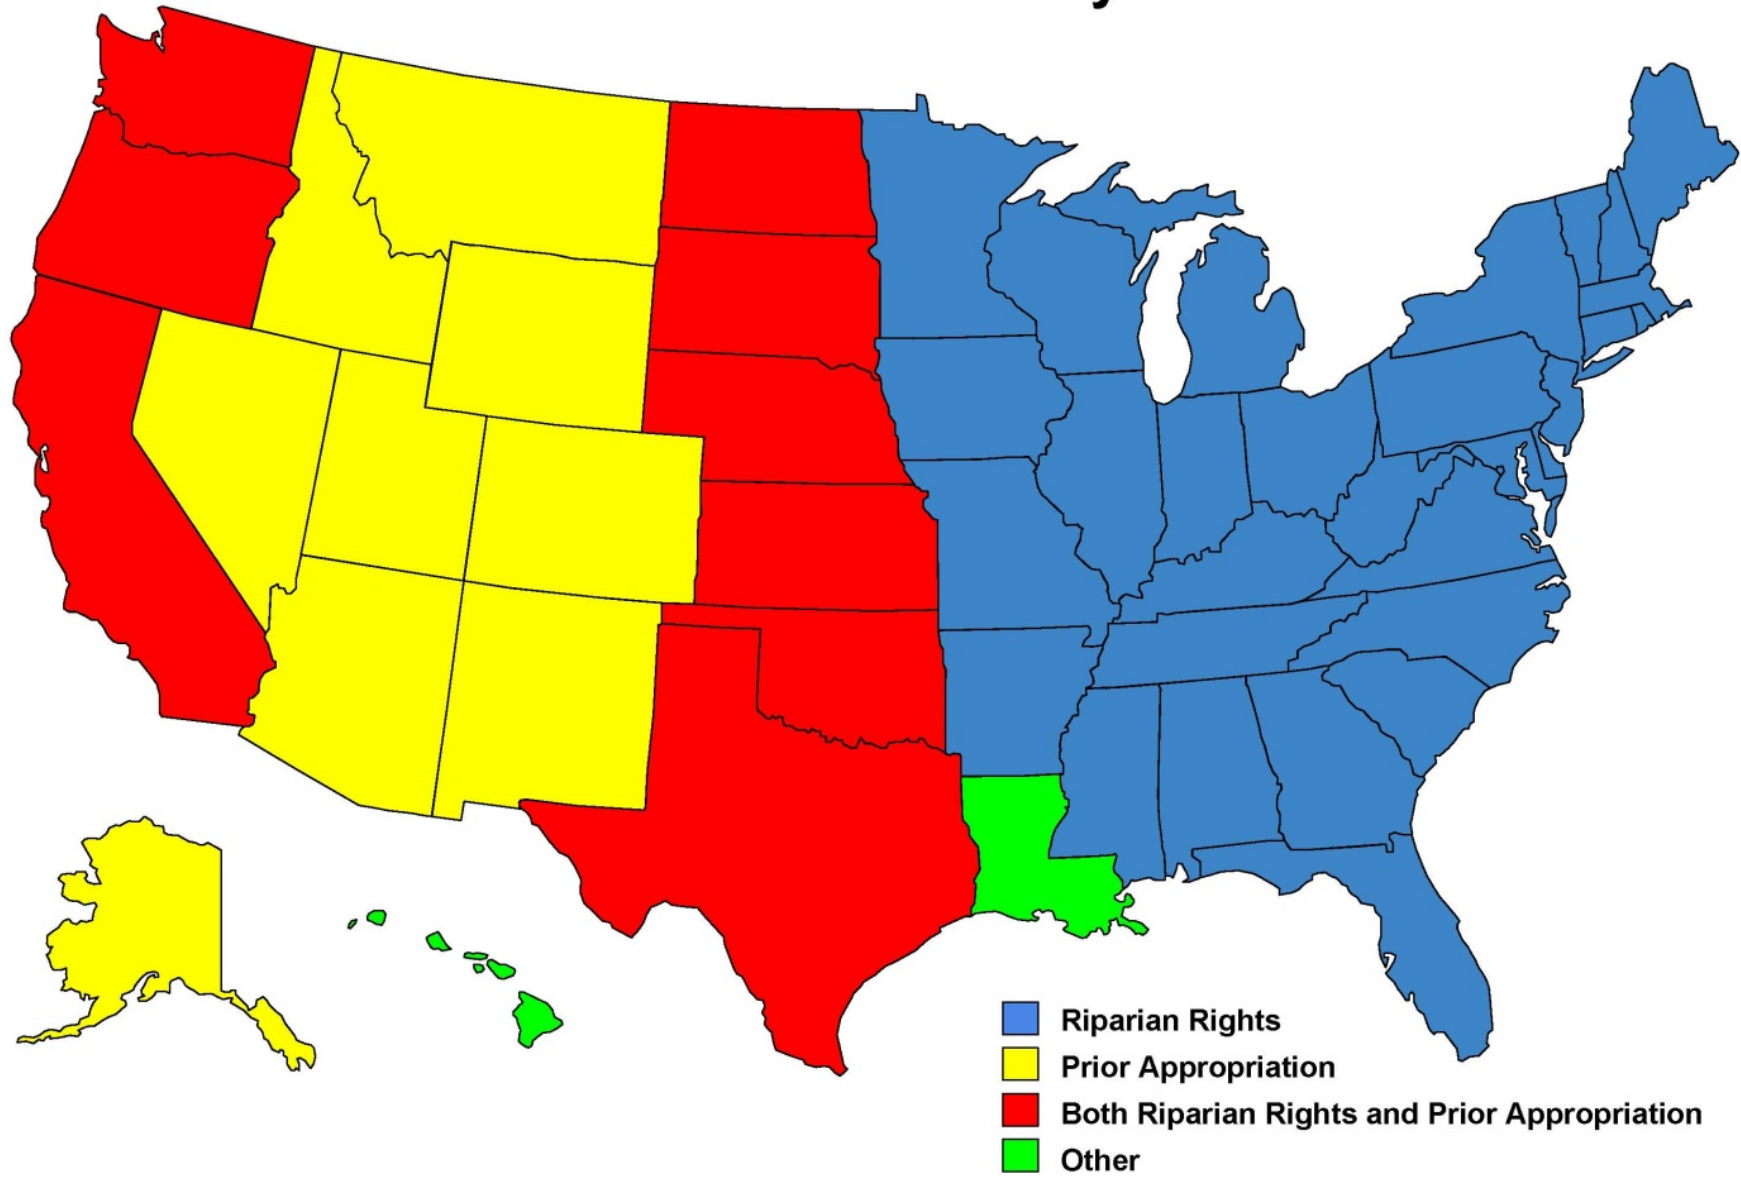 Riparian Rights
Prior Appropriation
Both Riparian Rights and Prior Appropriation
Other